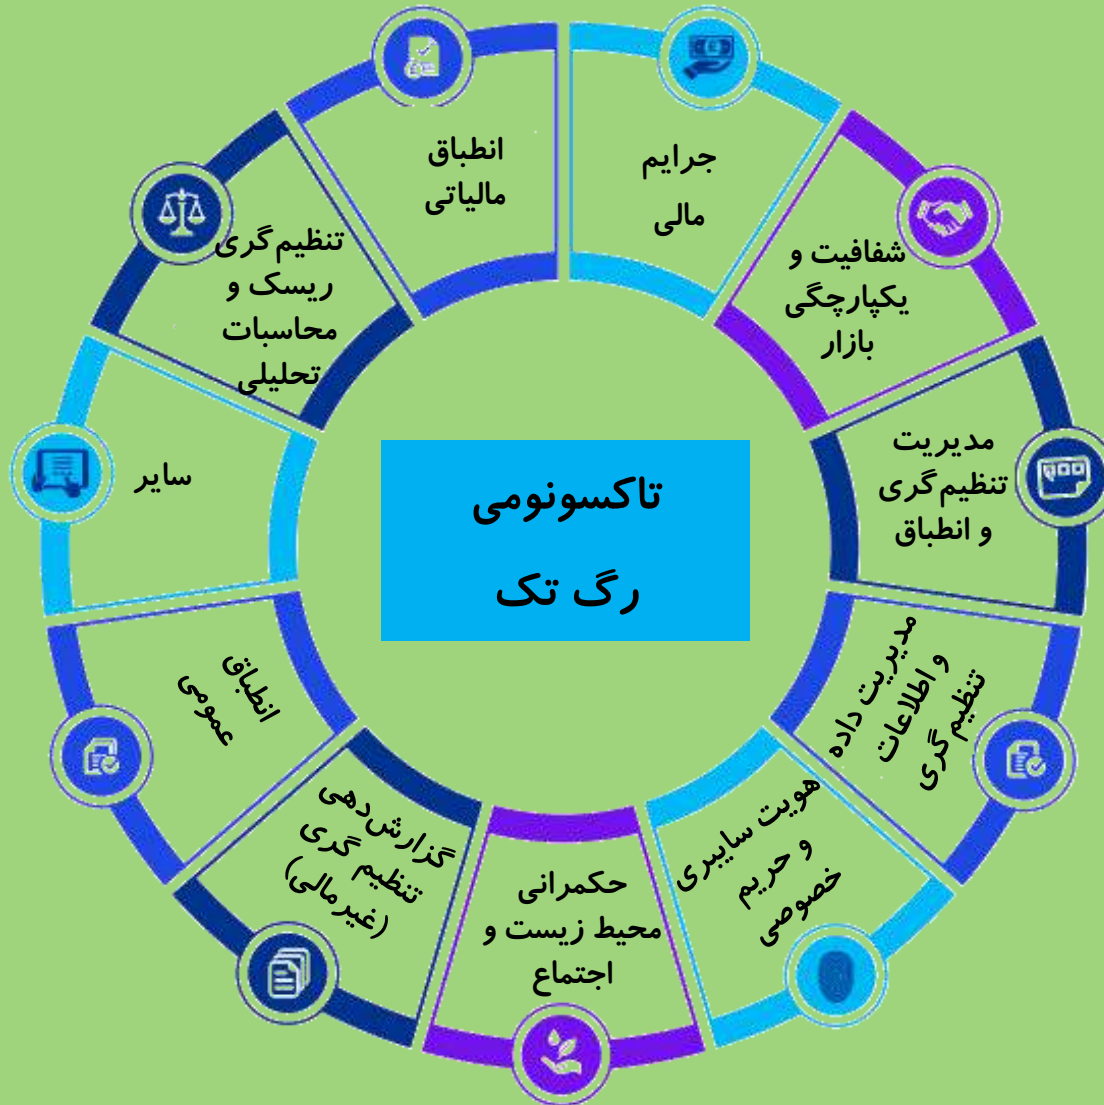 تاکسونومی
رگ تک
جرایم
مالی
شفافیت و
یکپارچگی
بازار
مدیریت
تنظیم‌گری
و انطباق
مدیریت داده
و اطلاعات
تنظیم‌گری
هویت سایبری
و حریم
خصوصی
حکمرانی
محیط زیست و
اجتماع
گزارش‌دهی
تنظیم گری
(غیرمالی)
انطباق
عمومی
سایر
تنظیم‌گری
ریسک و
محاسبات
تحلیلی
انطباق
مالیاتی